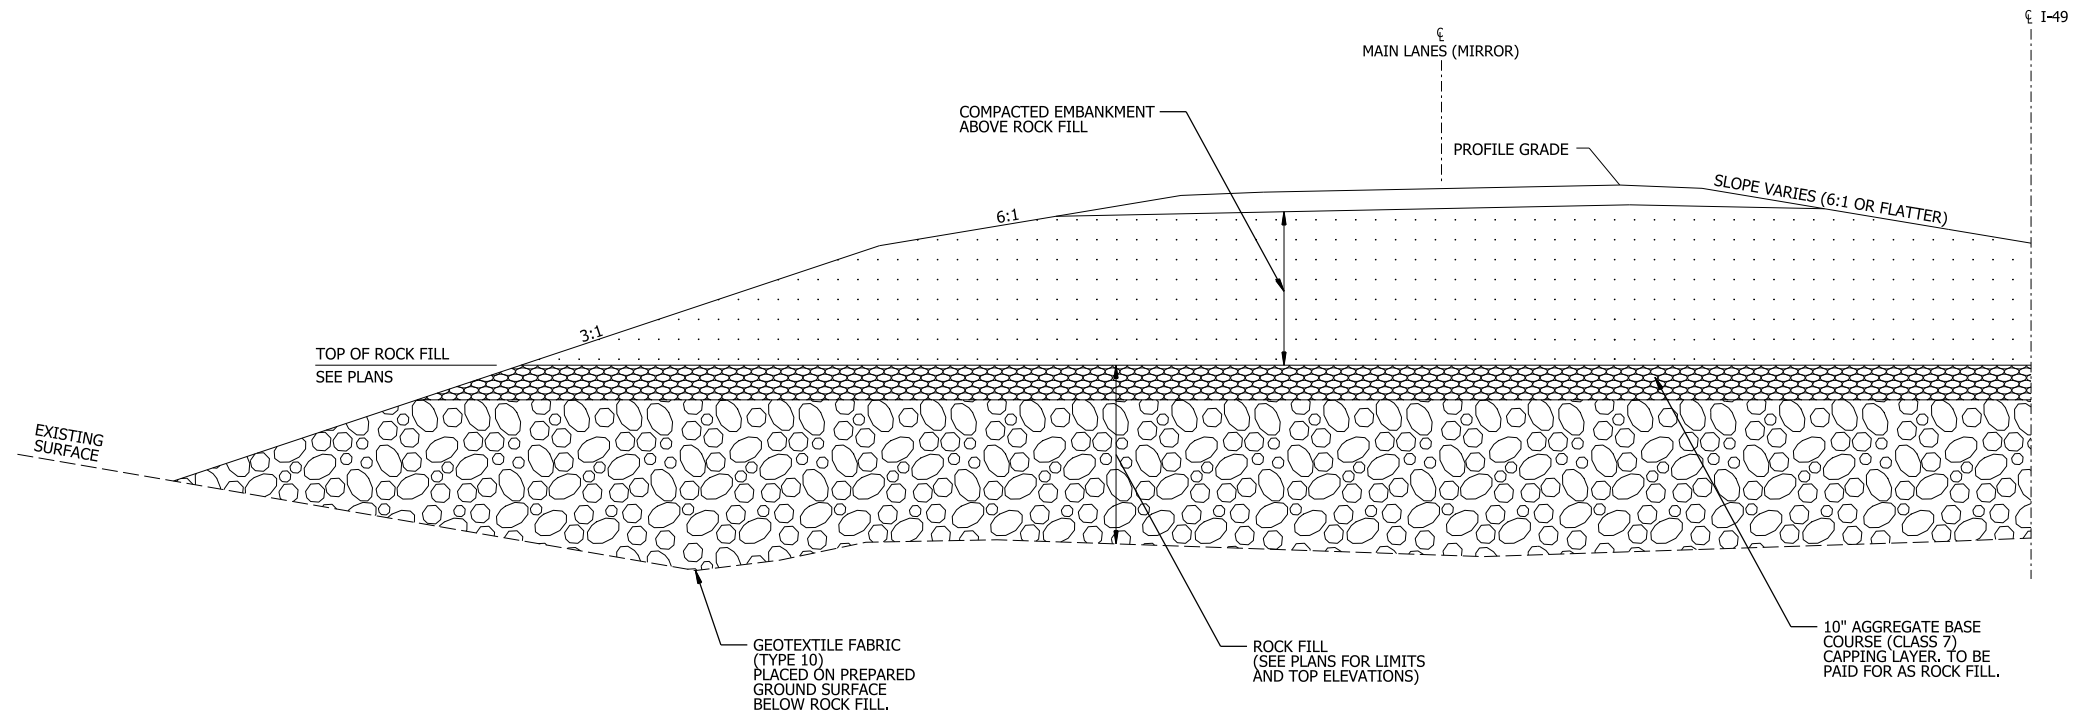 ℄ I-49
℄
MAIN LANES (MIRROR)
COMPACTED EMBANKMENT
ABOVE ROCK FILL
PROFILE GRADE
SLOPE VARIES (6:1 OR FLATTER)
6:1
3:1
TOP OF ROCK FILL
SEE PLANS
EXISTING
SURFACE
GEOTEXTILE FABRIC
(TYPE 10)
PLACED ON PREPARED
GROUND SURFACE
BELOW ROCK FILL.
ROCK FILL
(SEE PLANS FOR LIMITS
AND TOP ELEVATIONS)
10" AGGREGATE BASE
COURSE (CLASS 7)
CAPPING LAYER. TO BE
PAID FOR AS ROCK FILL.